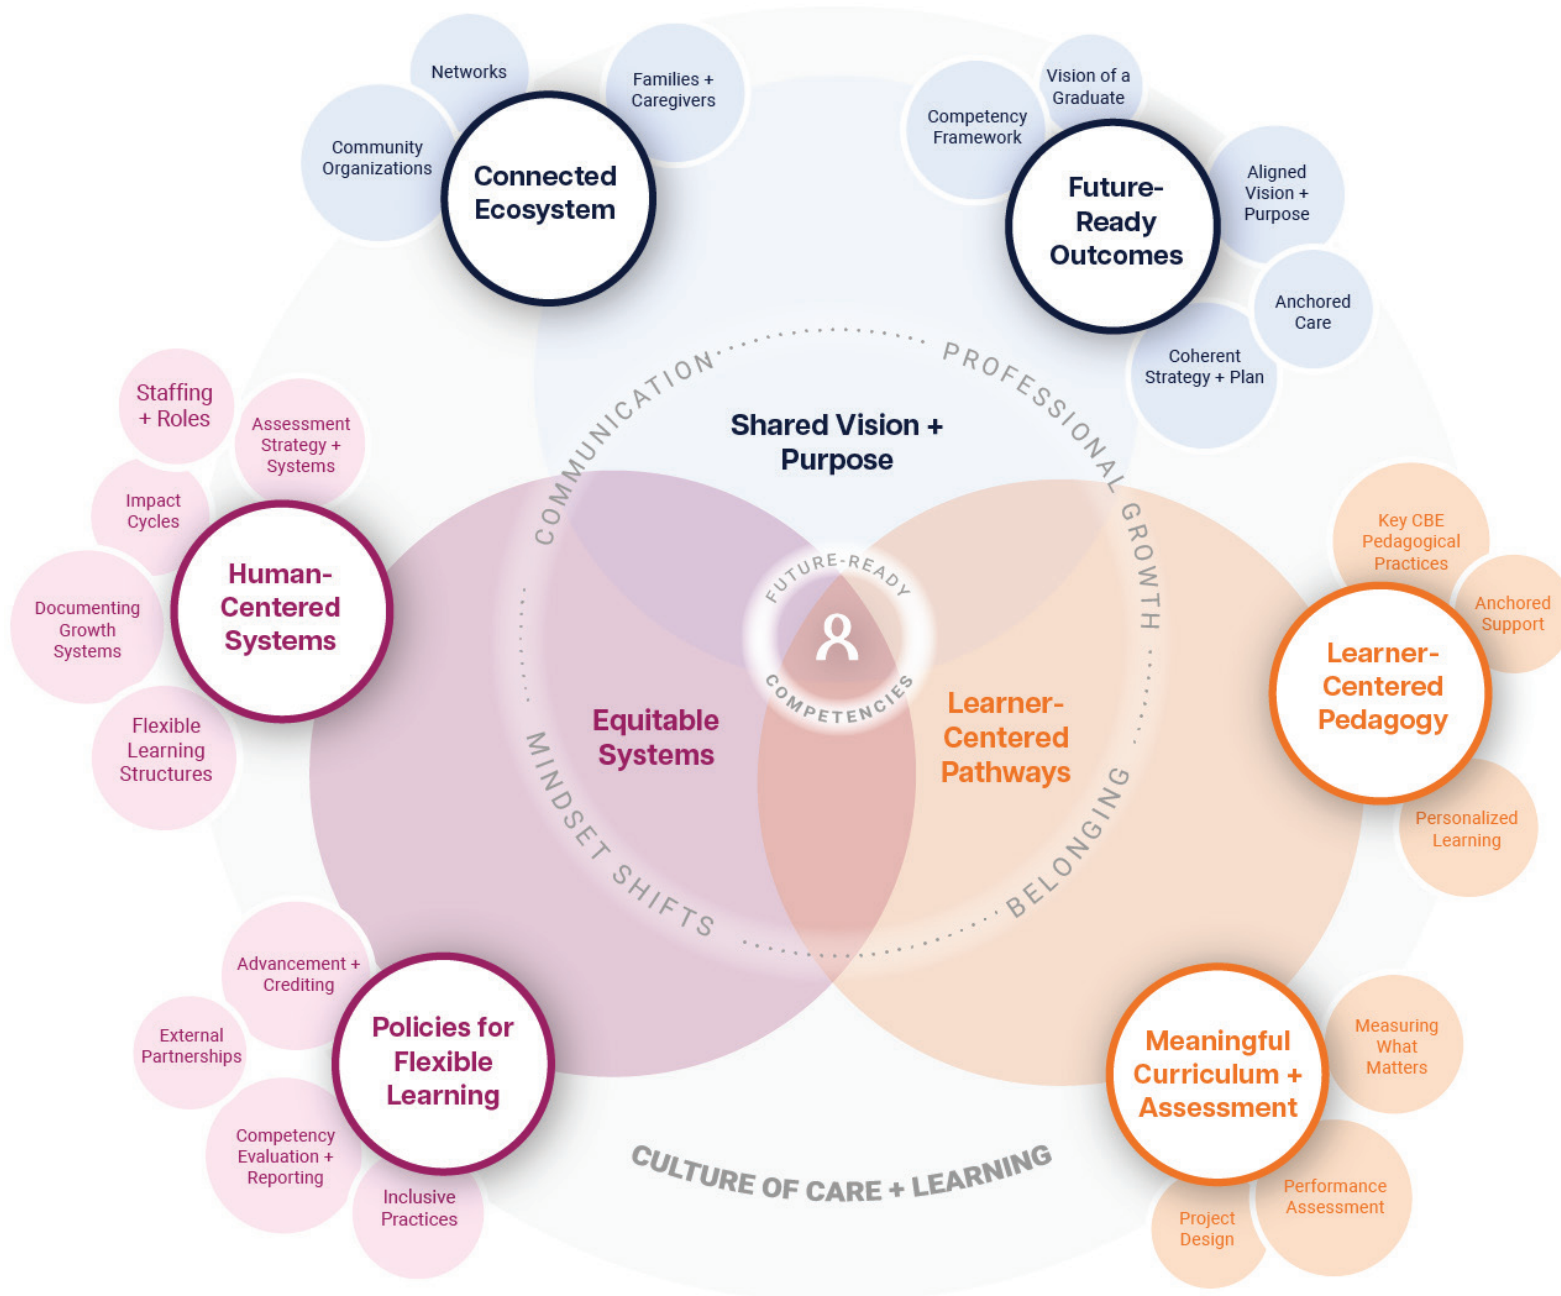 Networks
Families +
Caregivers
Community
Organizations
Connected
Ecosystem
Vision of a
Graduate
Competency
Framework
Future-
Ready
Outcomes
Aligned
Vision +
Purpose
Anchored
Care
Coherent
Strategy + Plan
COMMUNICATION
PROFESSIONAL GROWTH
Shared Vision +
Purpose
Staffing
+ Roles
Assessment
Strategy +
Systems
Impact
Cycles
Human-
Centered
Systems
Documenting
Growth
Systems
Flexible
Learning
Structures
Key CBE
Pedagogical
Practices
Anchored
Support
Learner-
Centered
Pedagogy
Personalized
Learning
FUTURE-READY
COMPETENCIES
Equitable
Systems
Learner-
Centered
Pathways
MINDSET SHIFTS
BELONGING
Advancement +
Crediting
External
Partnerships
Policies for
Flexible
Learning
Competency
Evaluation +
Reporting
Inclusive
Practices
Meaningful
Curriculum +
Assessment
Measuring
What
Matters
Performance
Assessment
Project
Design
CULTURE OF CARE + LEARNING